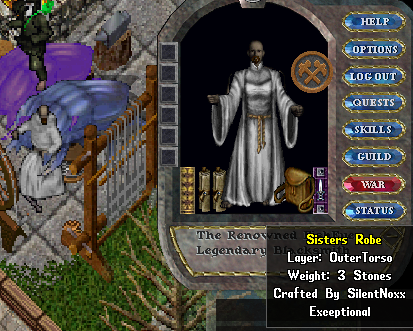 HELP
OPTIONS
LOG OUT
QUESTS
SKILLS
GUILD
WAR
STATUS
The Renowned
Legendary
Sisters Robe
Layer: OuterTorso
Weight: 3 Stones
Crafted By SilentNoxx
Exceptional